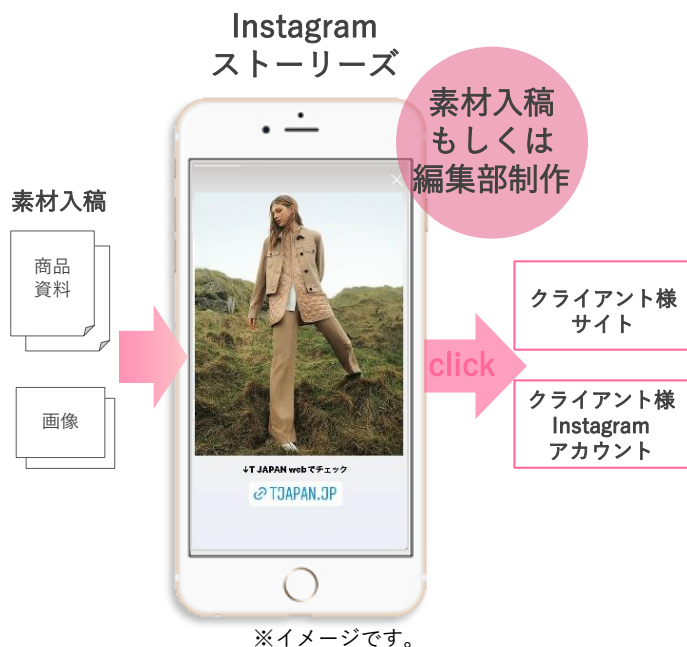 Instagram
ストーリーズ
素材入稿
もしくは
編集部制作
素材入稿
商品
資料
画像
↓T JAPAN webでチェック
TJAPAN.JP
click
クライアント様
サイト
クライアント様
Instagram
アカウント
※イメージです。